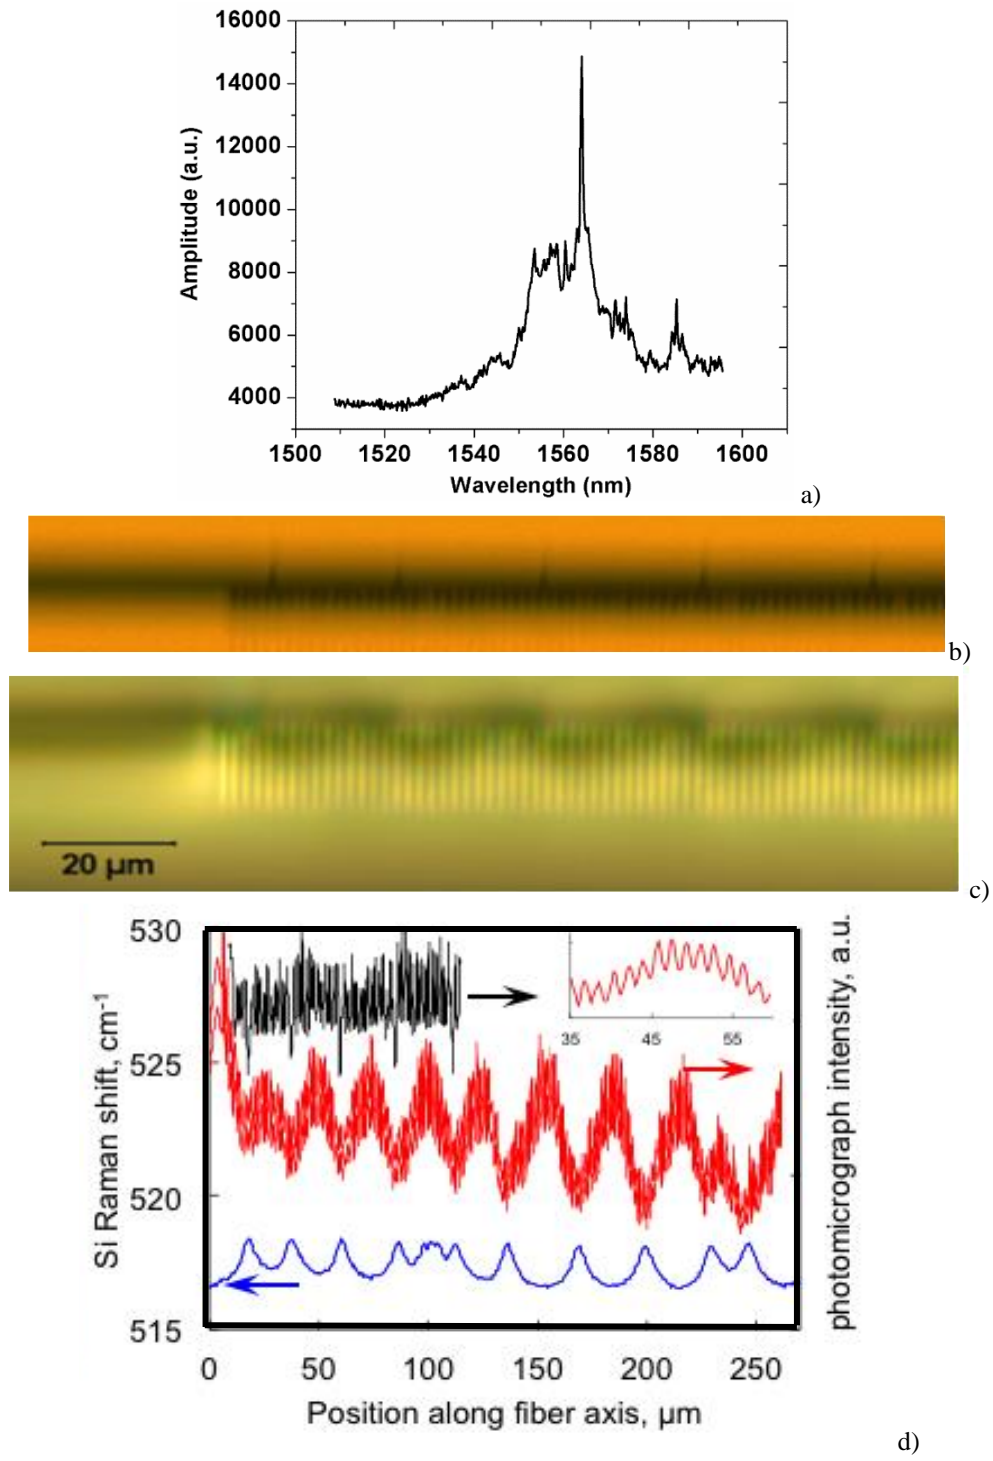 16000
14000
12000
10000
8000
6000
4000
Amplitude (a.u.)
1500 1520 1540 1560 1580 1600
Wavelength (nm)
a)
b)
20 µm
c)
530
525
520
515
Si Raman shift, cm-1
photomicrograph intensity, a.u.
35 45 55
0 50 100 150 200 250
Position along fiber axis, µm
d)